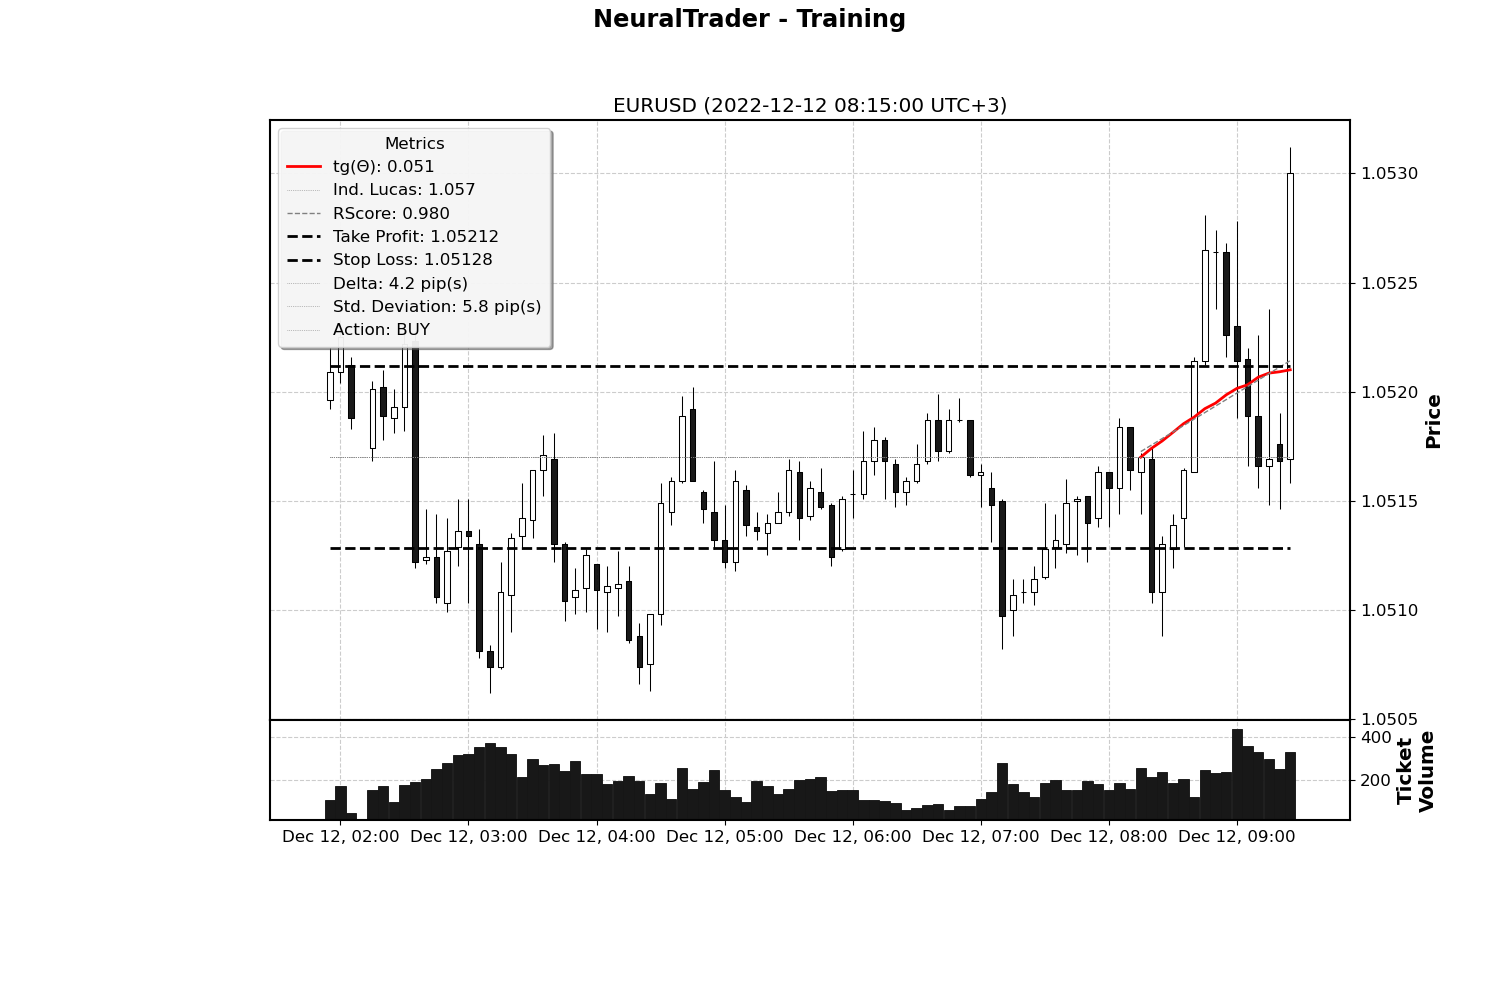 NeuralTrader - Training
EURUSD (2022-12-12 08:15:00 UTC+3)
Metrics
tg(Θ): 0.051
Ind. Lucas: 1.057
RScore: 0.980
Take Profit: 1.05212
Stop Loss: 1.05128
Delta: 4.2 pip(s)
Std. Deviation: 5.8 pip(s)
Action: BUY
1.0530
1.0525
1.0520
1.0515
1.0510
1.0505
Price
400
200
Ticket
Volume
Dec 12, 02:00 Dec 12, 03:00 Dec 12, 04:00 Dec 12, 05:00 Dec 12, 06:00 Dec 12, 07:00 Dec 12, 08:00 Dec 12, 09:00